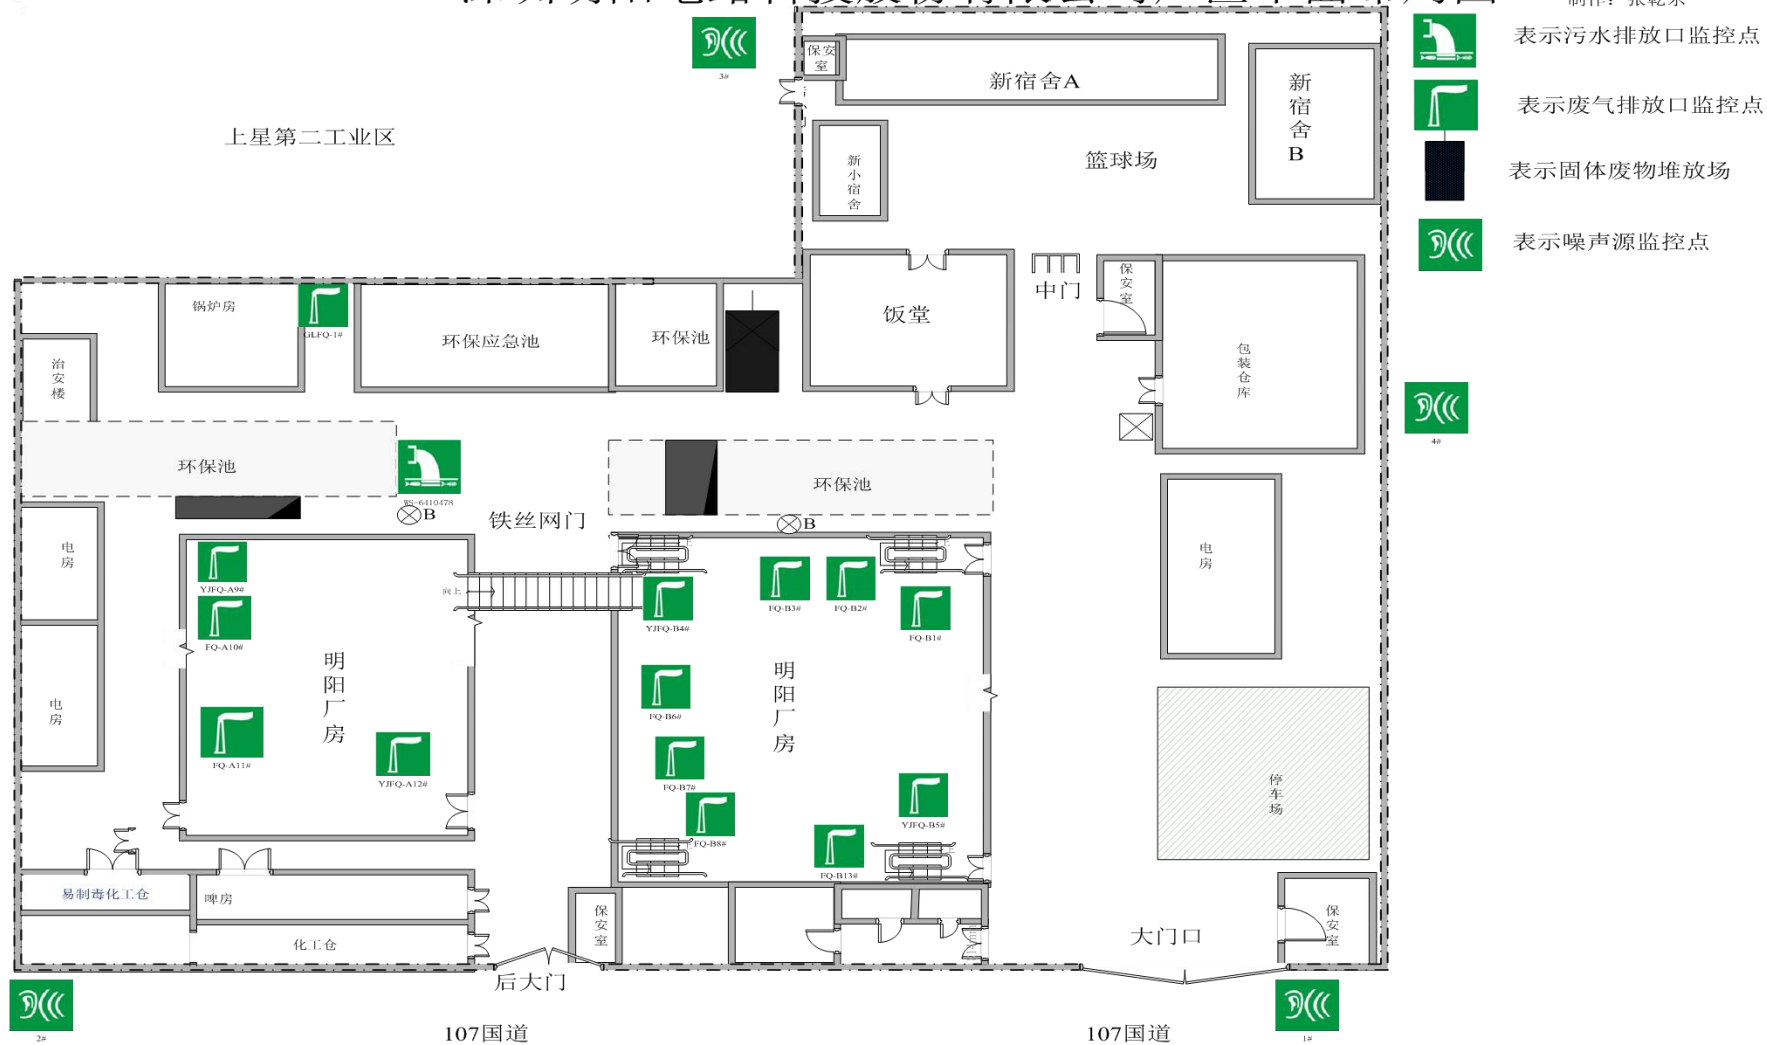 表示污水排放口监控点
3#
保安室
新宿舍A
新宿舍B
表示废气排放口监控点
上星第二工业区
新小宿舍
篮球场
表示固体废物堆放场
表示噪声源监控点
锅炉房
GLFQ-1#
环保应急池
环保池
饭堂
中门
保安室
包装仓库
治安楼
4#
环保池
WS-6410478
B
铁丝网门
环保池
B
电房
电房
YJFQ-A9#
FQ-A10#
向上
上
上
YJFQ-B4#
FQ-B3#
FQ-B2#
FQ-B1#
明阳厂房
明阳厂房
电房
FQ-B6#
FQ-A11#
YJFQ-A12#
FQ-B7#
YJFQ-B5#
停车场
FQ-B8#
上
上
FQ-B13#
易制毒化工仓
啤房
化工仓
保安室
大门口
保安室
后大门
2#
107国道
107国道
1#